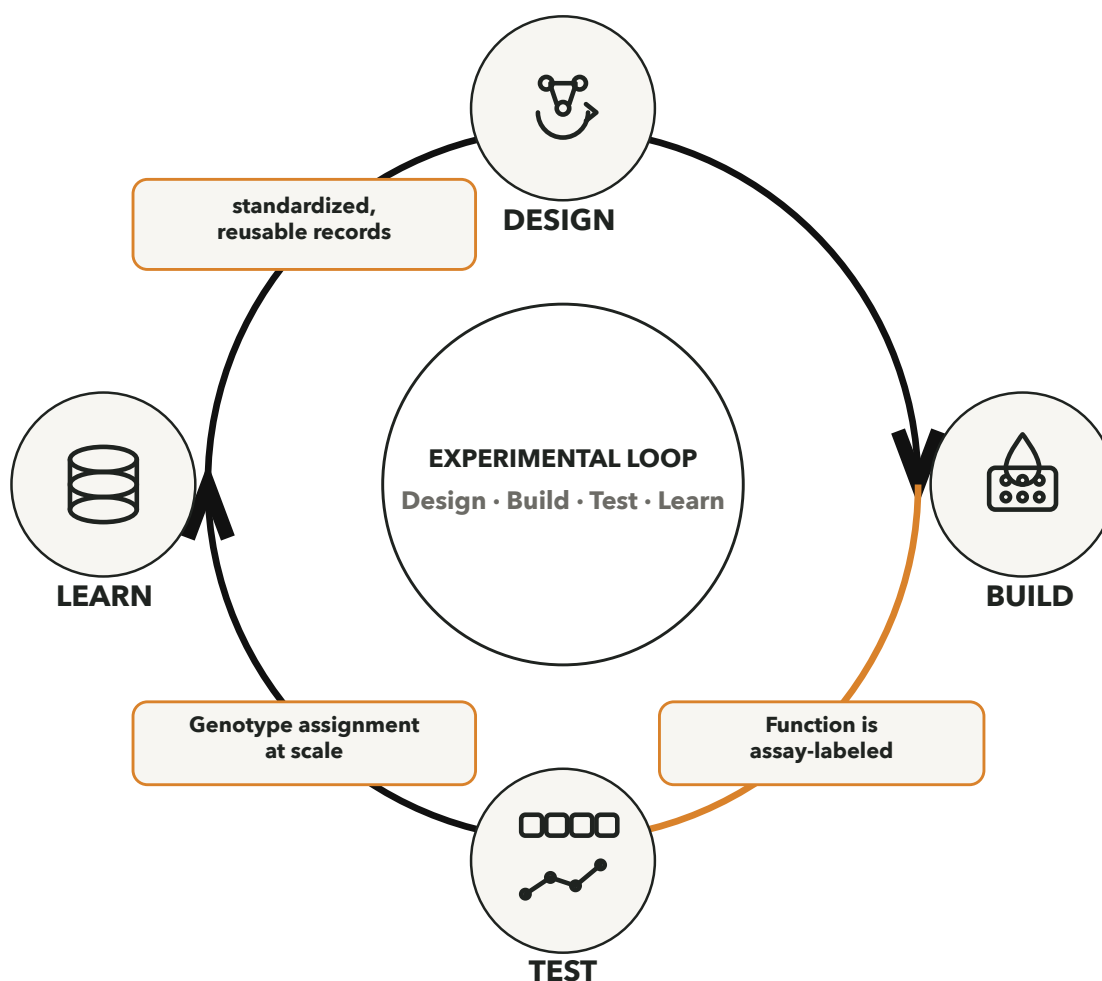 DESIGN
standardized,
reusable records
EXPERIMENTAL LOOP
Design · Build · Test · Learn
LEARN
BUILD
Genotype assignment
at scale
Function is
assay-labeled
TEST